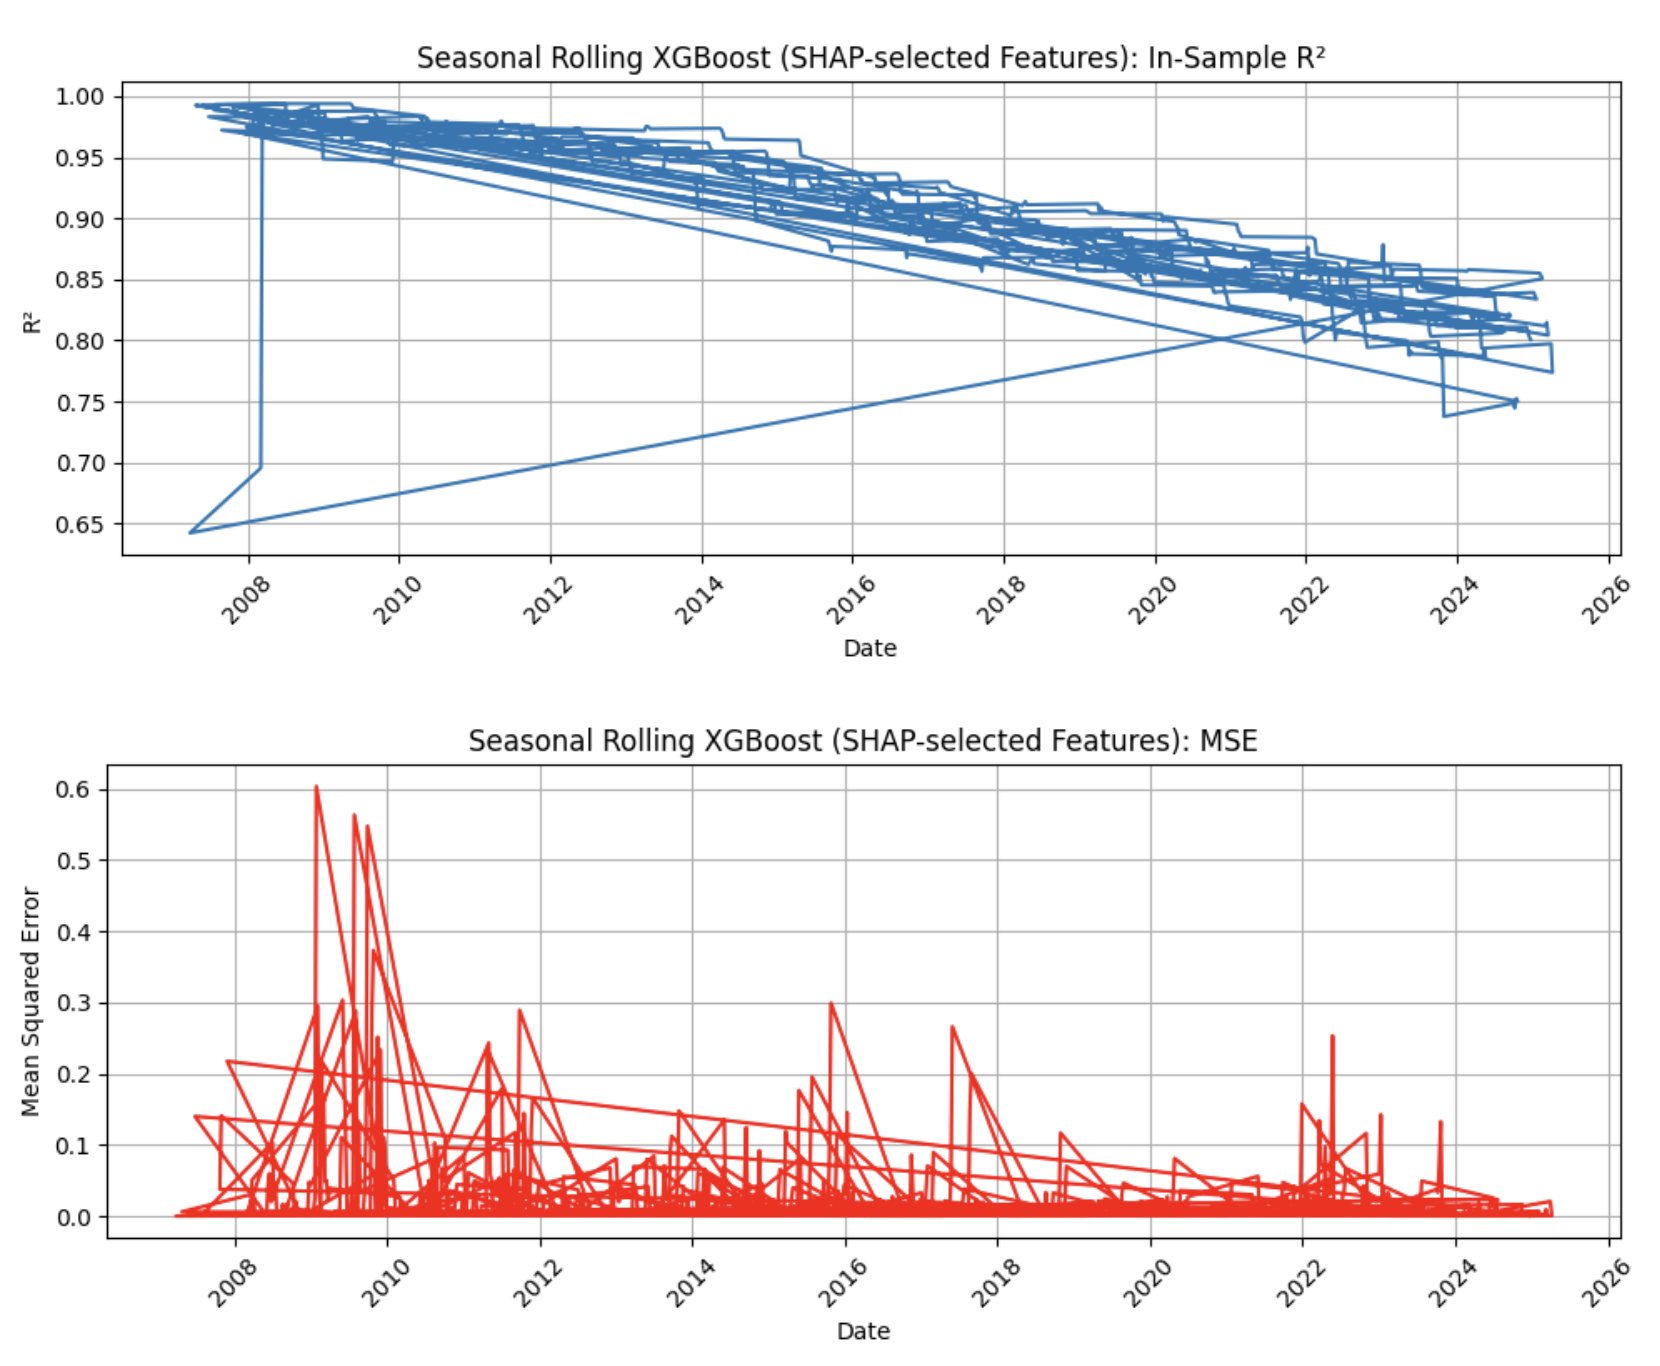 Seasonal Rolling XGBoost (SHAP-selected Features): In-Sample R²
1.00
0.95
0.90
0.85
0.80
0.75
0.70
0.65
R²
2008 2010 2012 2014 2016 2018 2020 2022 2024 2026
Date
Seasonal Rolling XGBoost (SHAP-selected Features): MSE
0.6
0.5
0.4
0.3
0.2
0.1
0.0
Mean Squared Error
2008 2010 2012 2014 2016 2018 2020 2022 2024 2026
Date